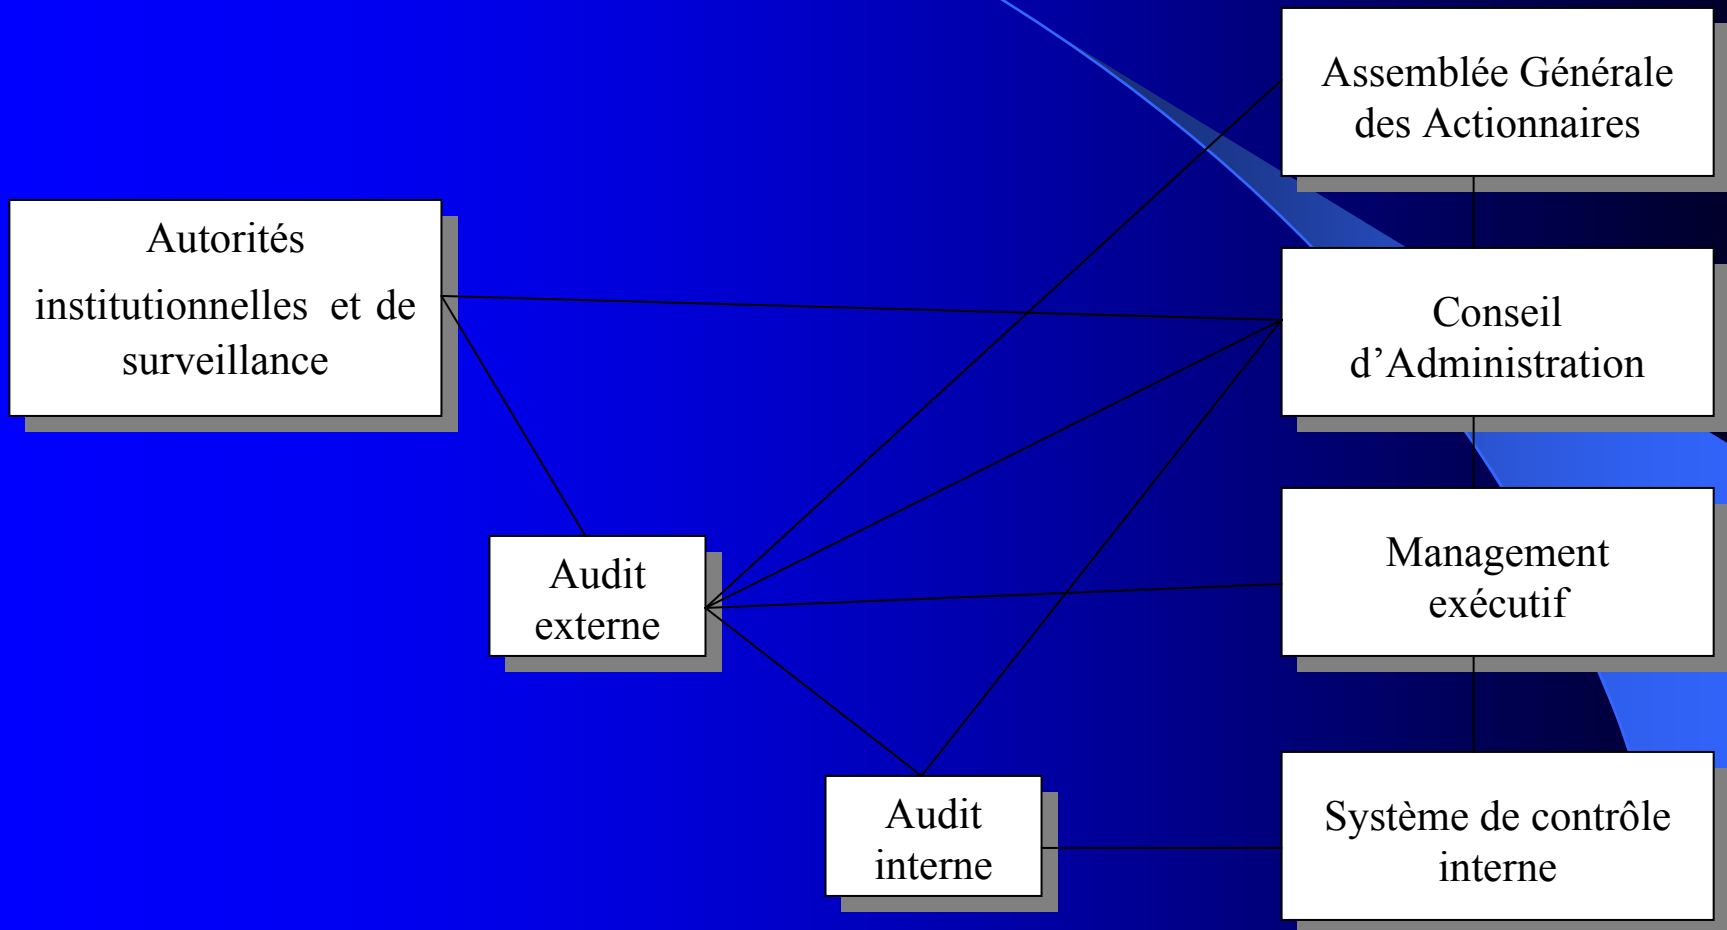 Assemblée Générale
des Actionnaires
Autorités
institutionnelles et de
surveillance
Conseil
d’Administration
Management
exécutif
Audit
externe
Audit
interne
Système de contrôle
interne